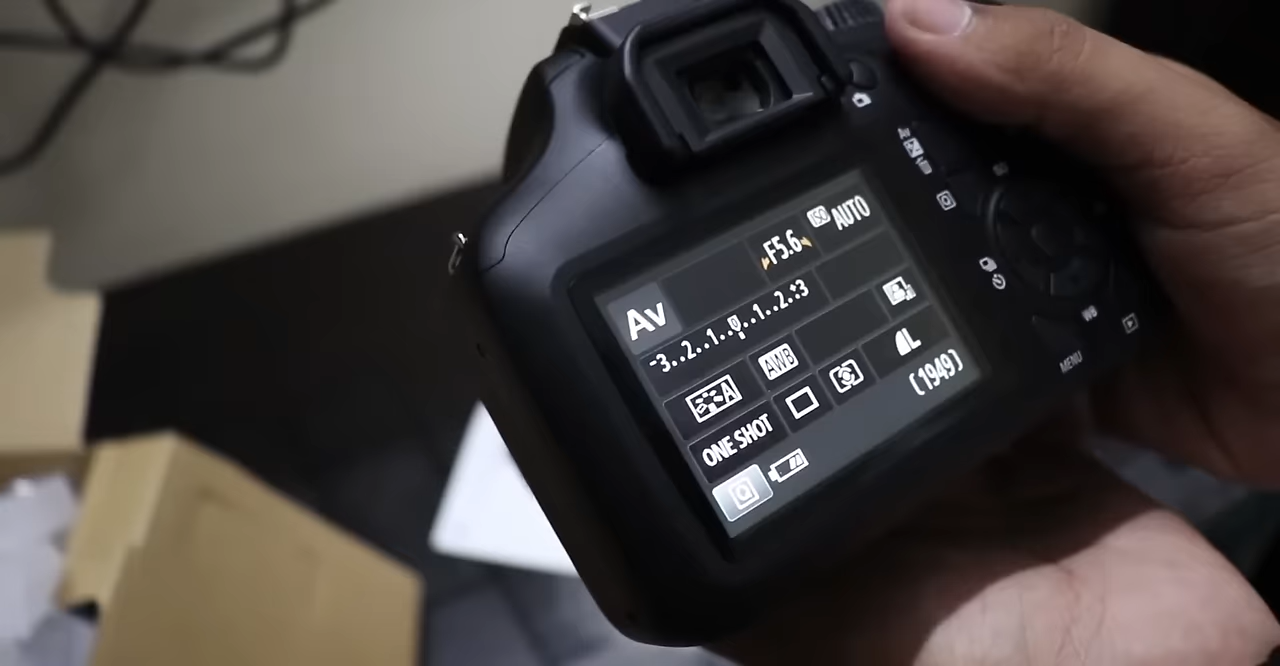 ISO AUTO
F5.6
Av
-3..2..1..0..1..2..+3
AWB
A
L
ONE SHOT
[1949]
Q
Av
Q
WB
MENU